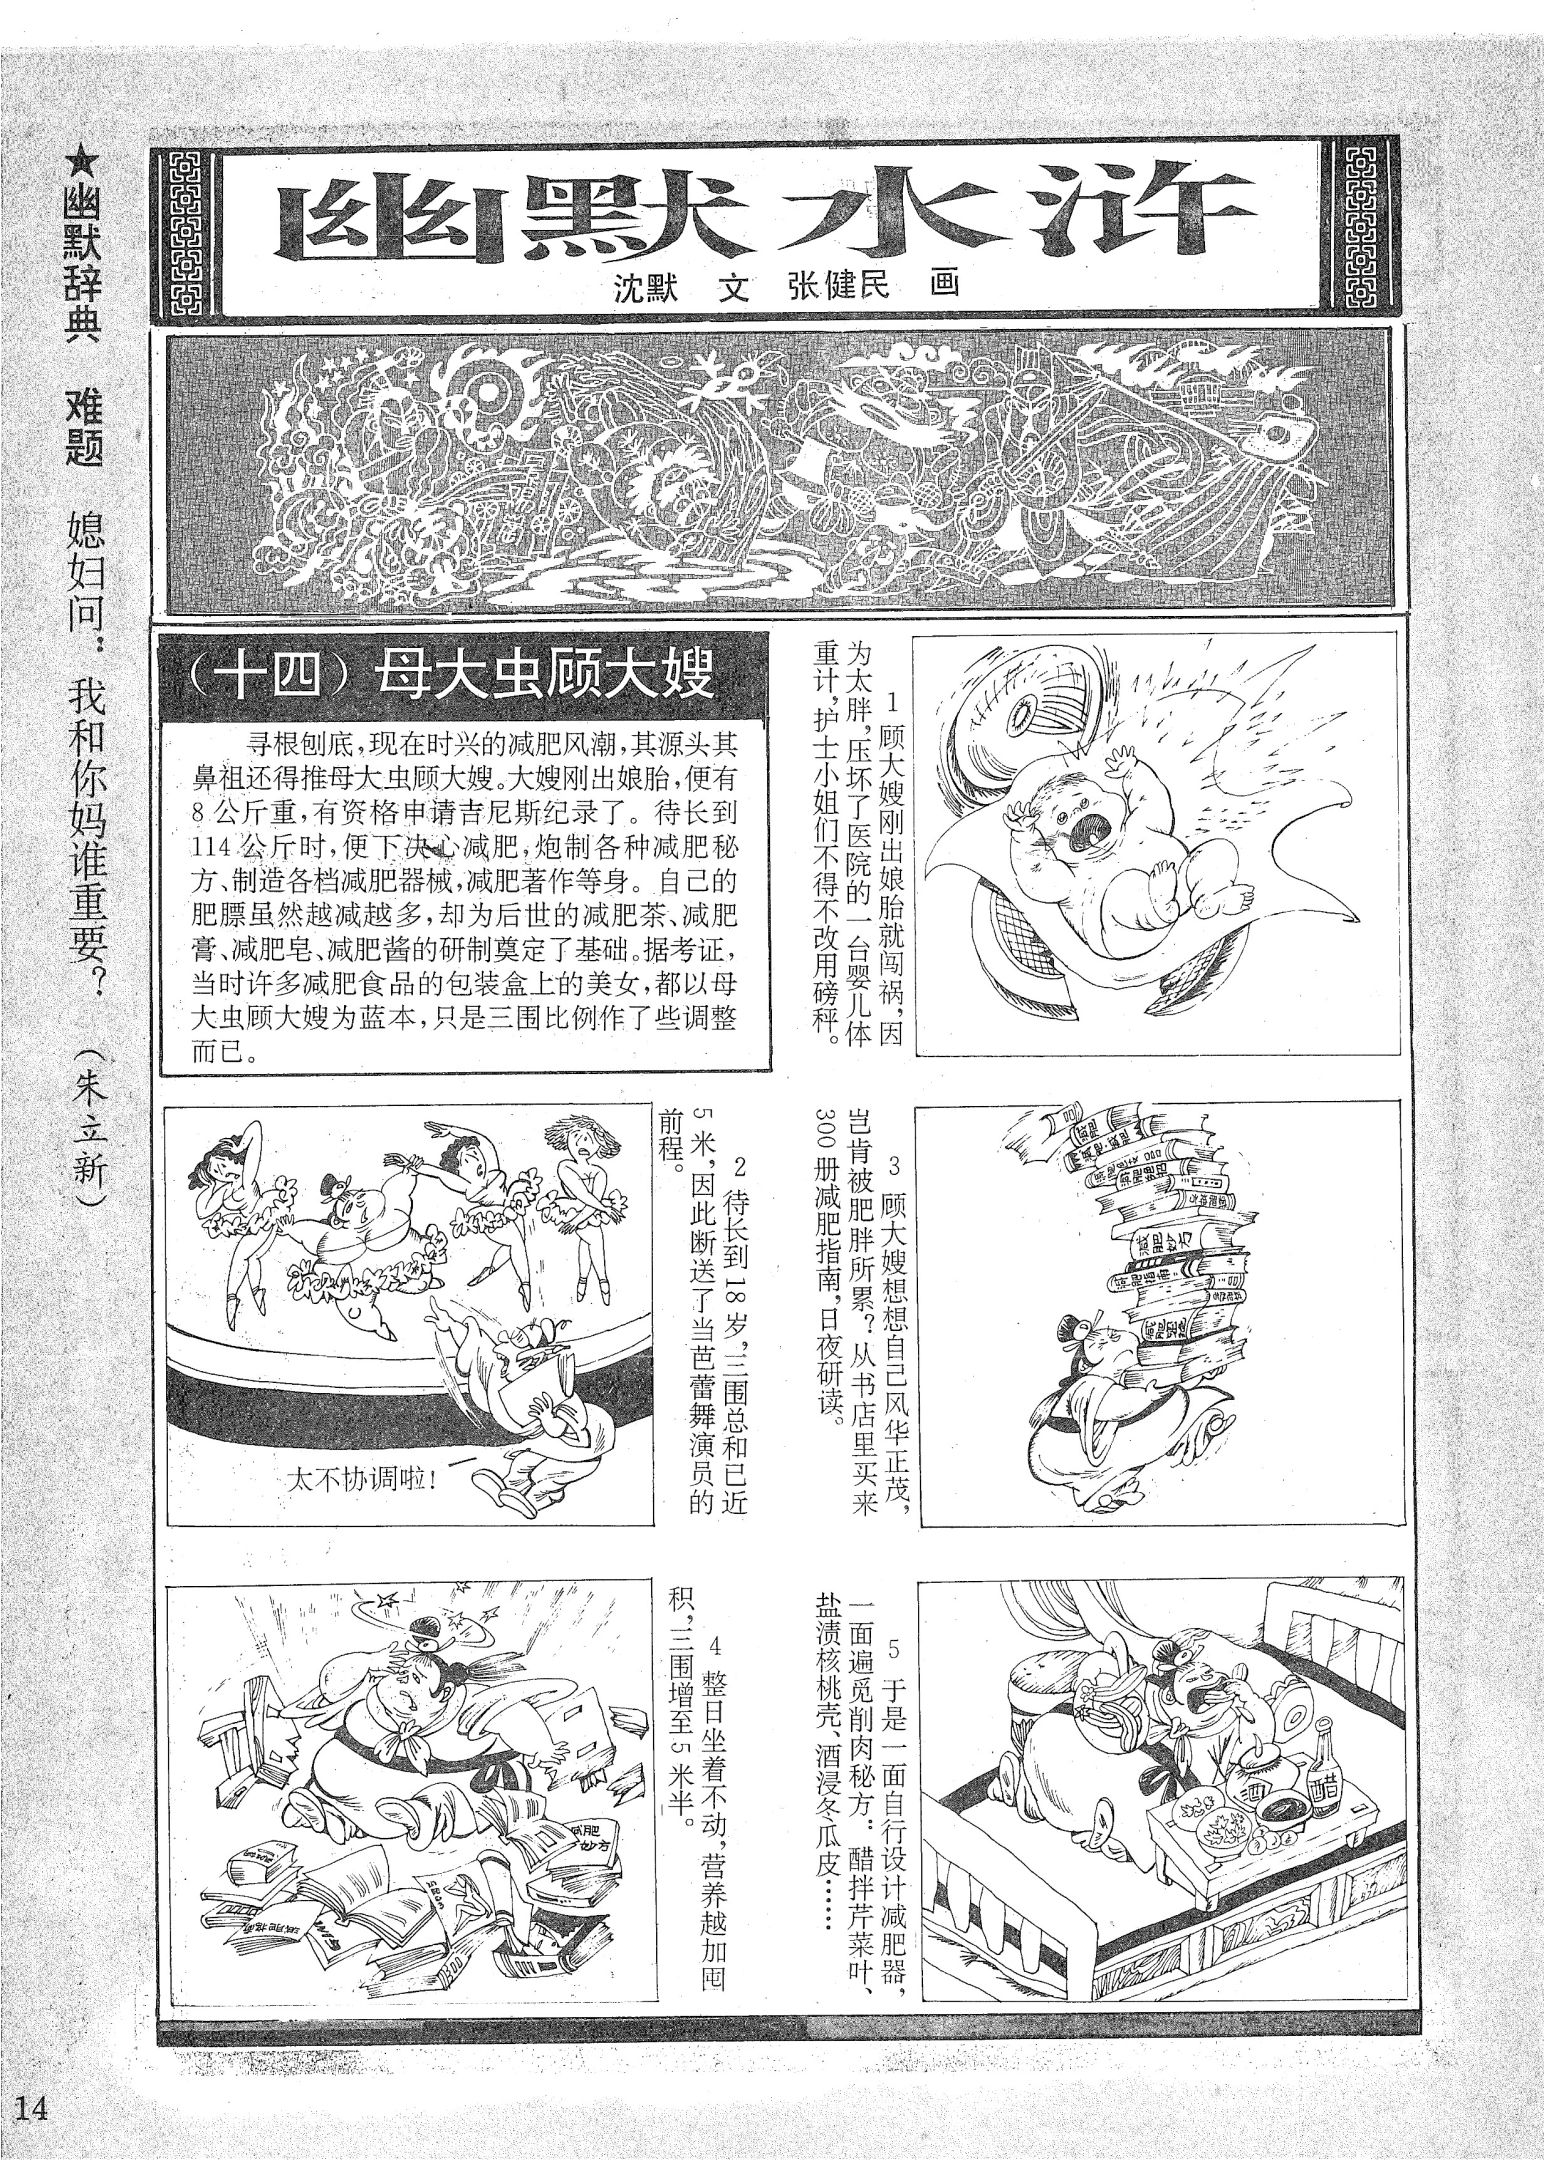 幽默水浒
沈默 文 张健民 画
（十四）母大虫顾大嫂
寻根刨底，现在时兴的减肥风潮，其源头其
鼻祖还得推母大虫顾大嫂。大嫂刚出娘胎，便有
8公斤重，有资格申请吉尼斯纪录了。待长到
114公斤时，便下决心减肥，炮制各种减肥秘
方、制造各档减肥器械，减肥著作等身。自己的
肥膘虽然越减越多，却为后世的减肥茶、减肥
膏、减肥皂、减肥酱的研制奠定了基础。据考证，
当时许多减肥食品的包装盒上的美女，都以母
大虫顾大嫂为蓝本，只是三围比例作了些调整
而已。
1 顾大嫂刚出娘胎就闯祸，因
为太胖，压坏了医院的一台婴儿体
重计，护士小姐们不得不改用磅秤。
2 待长到18岁，三围总和已近
5米，因此断送了当芭蕾舞演员的
前程。
太不协调啦！
3 顾大嫂想想自己风华正茂，
岂肯被肥胖所累？从书店里买来
300册减肥指南，日夜研读。
减肥妙方
减肥指南
4 整日坐着不动，营养越加囤
积，三围增至5米半。
减肥
妙方
减肥指南
5 于是一面自行设计减肥器，
一面遍觅削肉秘方。醋拌芹菜叶、
盐渍核桃壳、酒浸冬瓜皮……
酒
醋
★幽默辞典 难题 媳妇问：我和你妈谁重要？（朱立新）
14